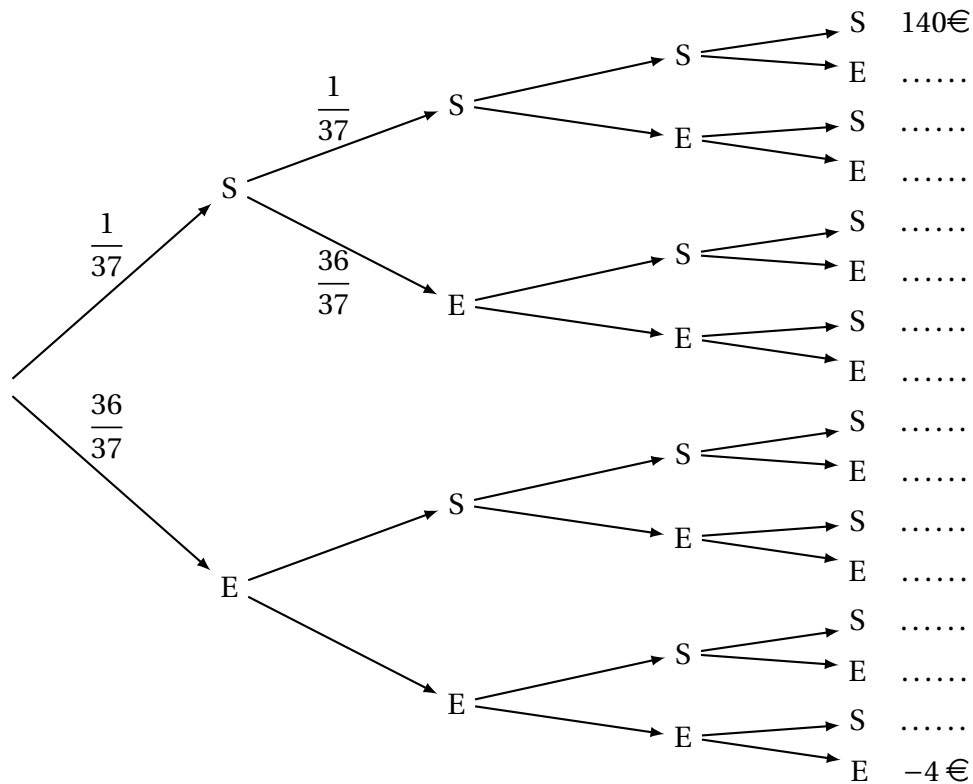 S 140€
S
E ......
1
37
S
S ......
E
E ......
S
1
37
S ......
S
36
37
E ......
E
S ......
E
E ......
36
37
S ......
S
E ......
S
S ......
E
E ......
E
S ......
S
E ......
E
S ......
E
E −4 €